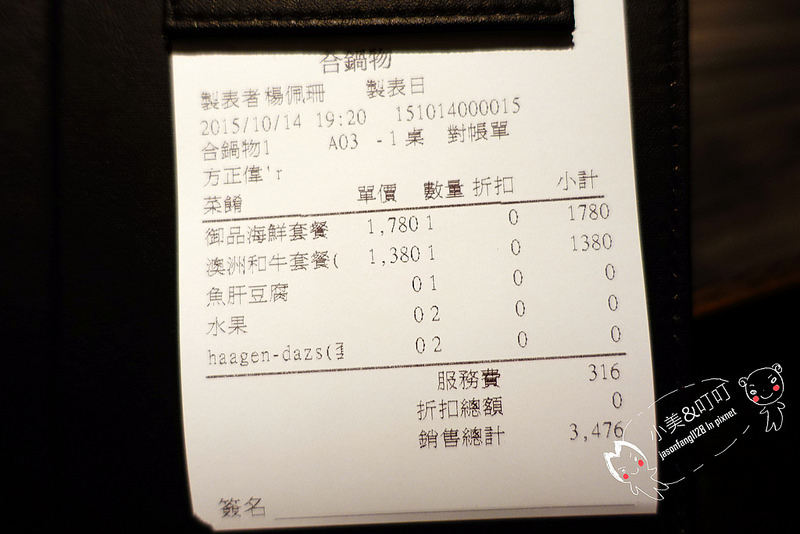 合鍋物
製表者楊佩珊 製表日
2015/10/14 19:20 151014000015
合鍋物1 A03 -1桌 對帳單
方正偉'r
菜餚 單價 數量 折扣 小計
御品海鮮套餐 1,780 1 0 1780
澳洲和牛套餐( 1,380 1 0 1380
魚肝豆腐 0 1 0 0
水果 0 2 0 0
haagen-dazs( 0 2 0 0
服務費 316
折扣總額 0
銷售總計 3,476
簽名
小美&叮叮
jasonfang1128 in pixnet